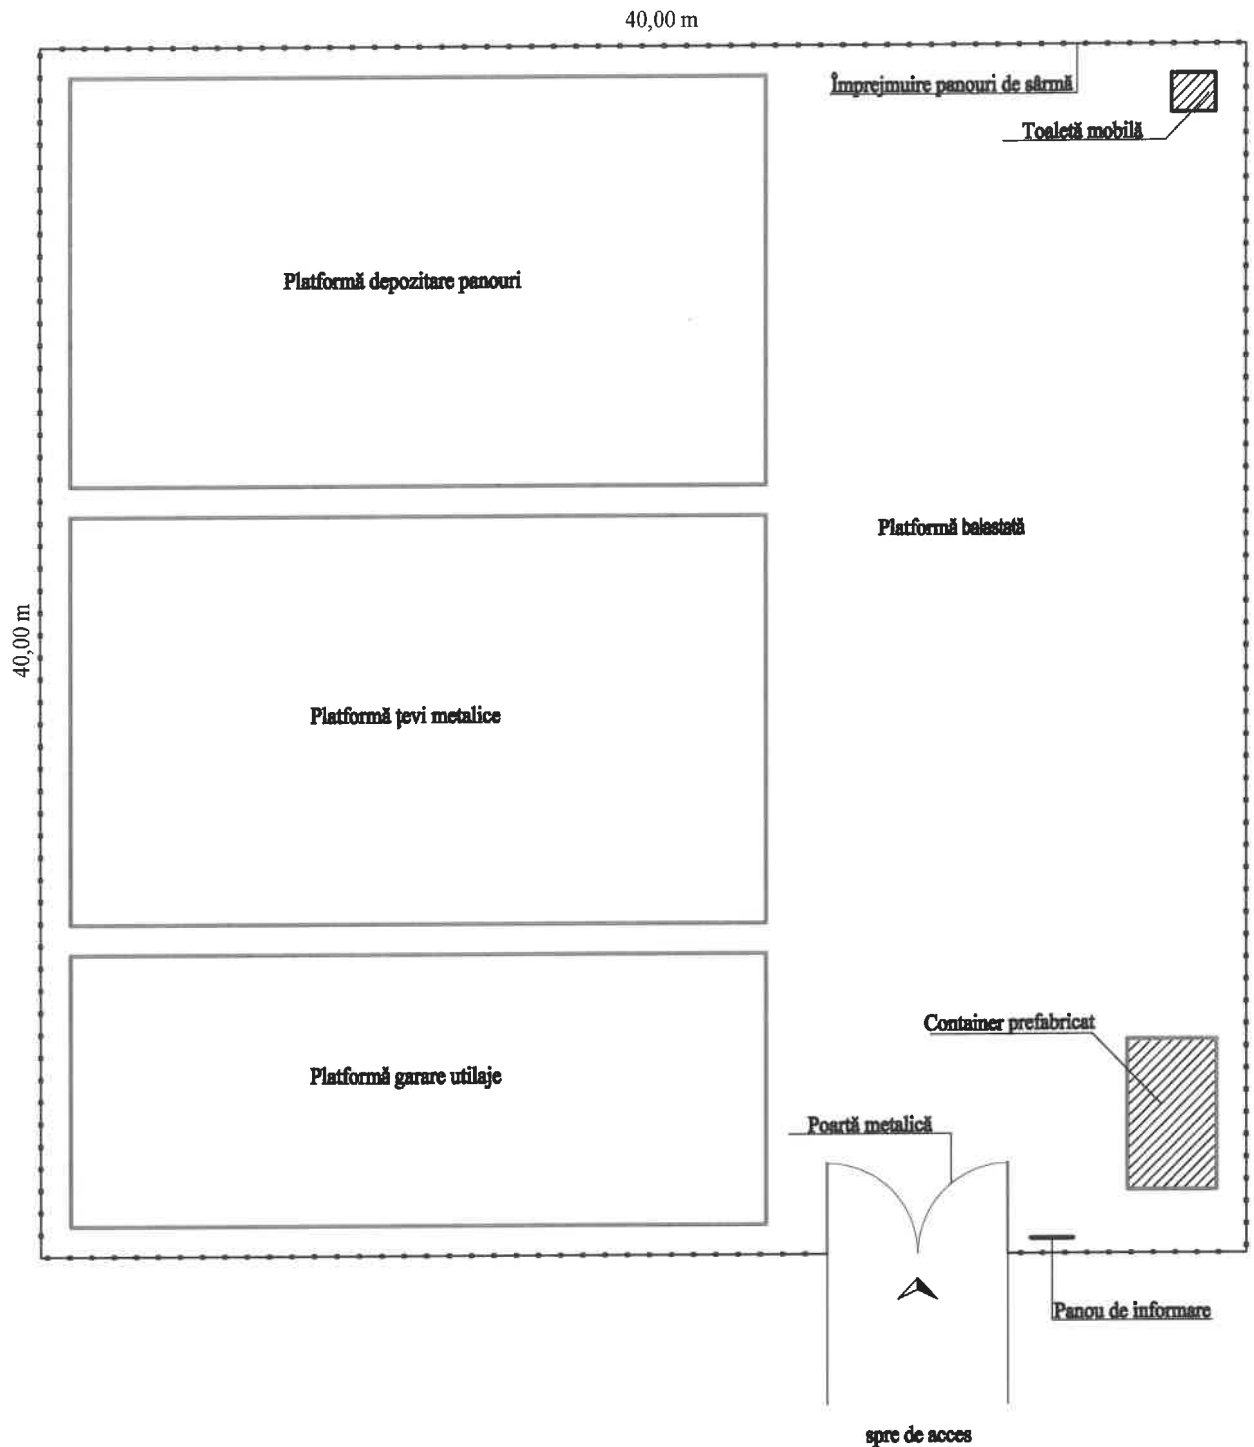 40,00 m
Împrejmuire panouri de sârmă
Toaletă mobilă
Platformă depozitare panouri
Platformă balastată
40,00 m
Platformă țevi metalice
Container prefabricat
Platformă garare utilaje
Poartă metalică
Panou de informare
spre de acces